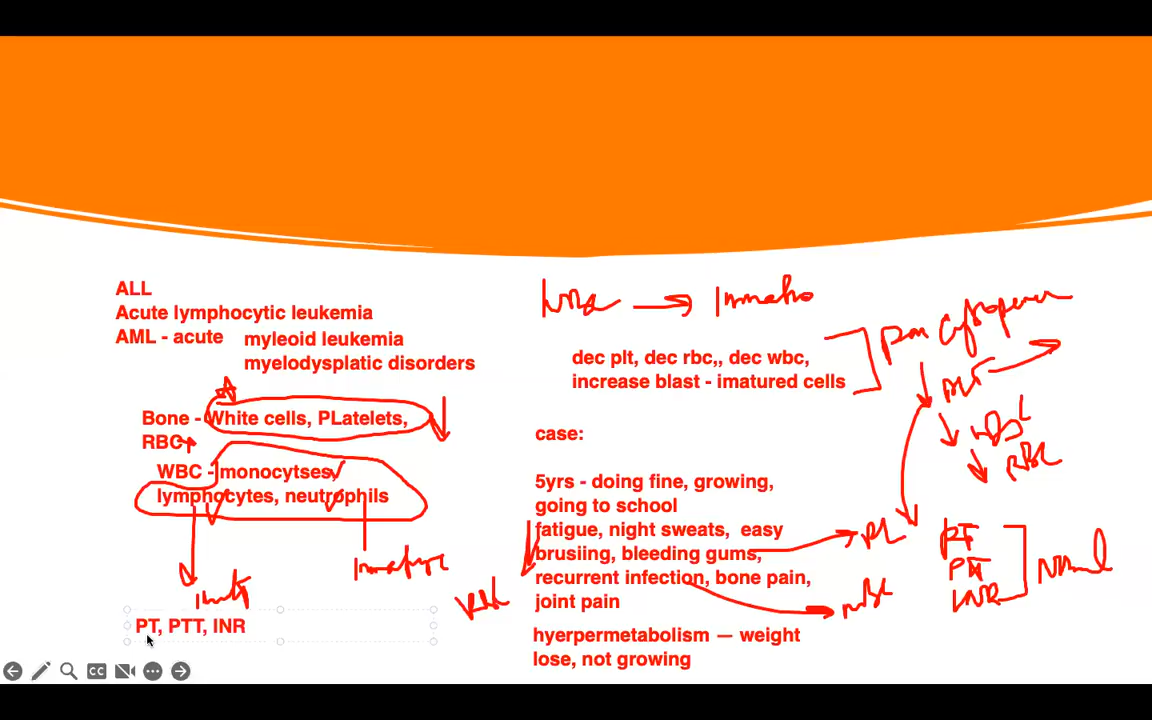 ALL
Acute lymphocytic leukemia
AML - acute myleoid leukemia
myelodysplatic disorders
Bone - White cells, PLatelets,
RBC
WBC - monocytses,
lymphocytes, neutrophils
Immature
PT, PTT, INR
dec plt, dec rbc,, dec wbc,
increase blast - imatured cells
case:
5yrs - doing fine, growing,
going to school
fatigue, night sweats, easy
brusiing, bleeding gums,
recurrent infection, bone pain,
joint pain
hyerpermetabolism — weight
lose, not growing
RBC
PT
PTT
INR
Normal